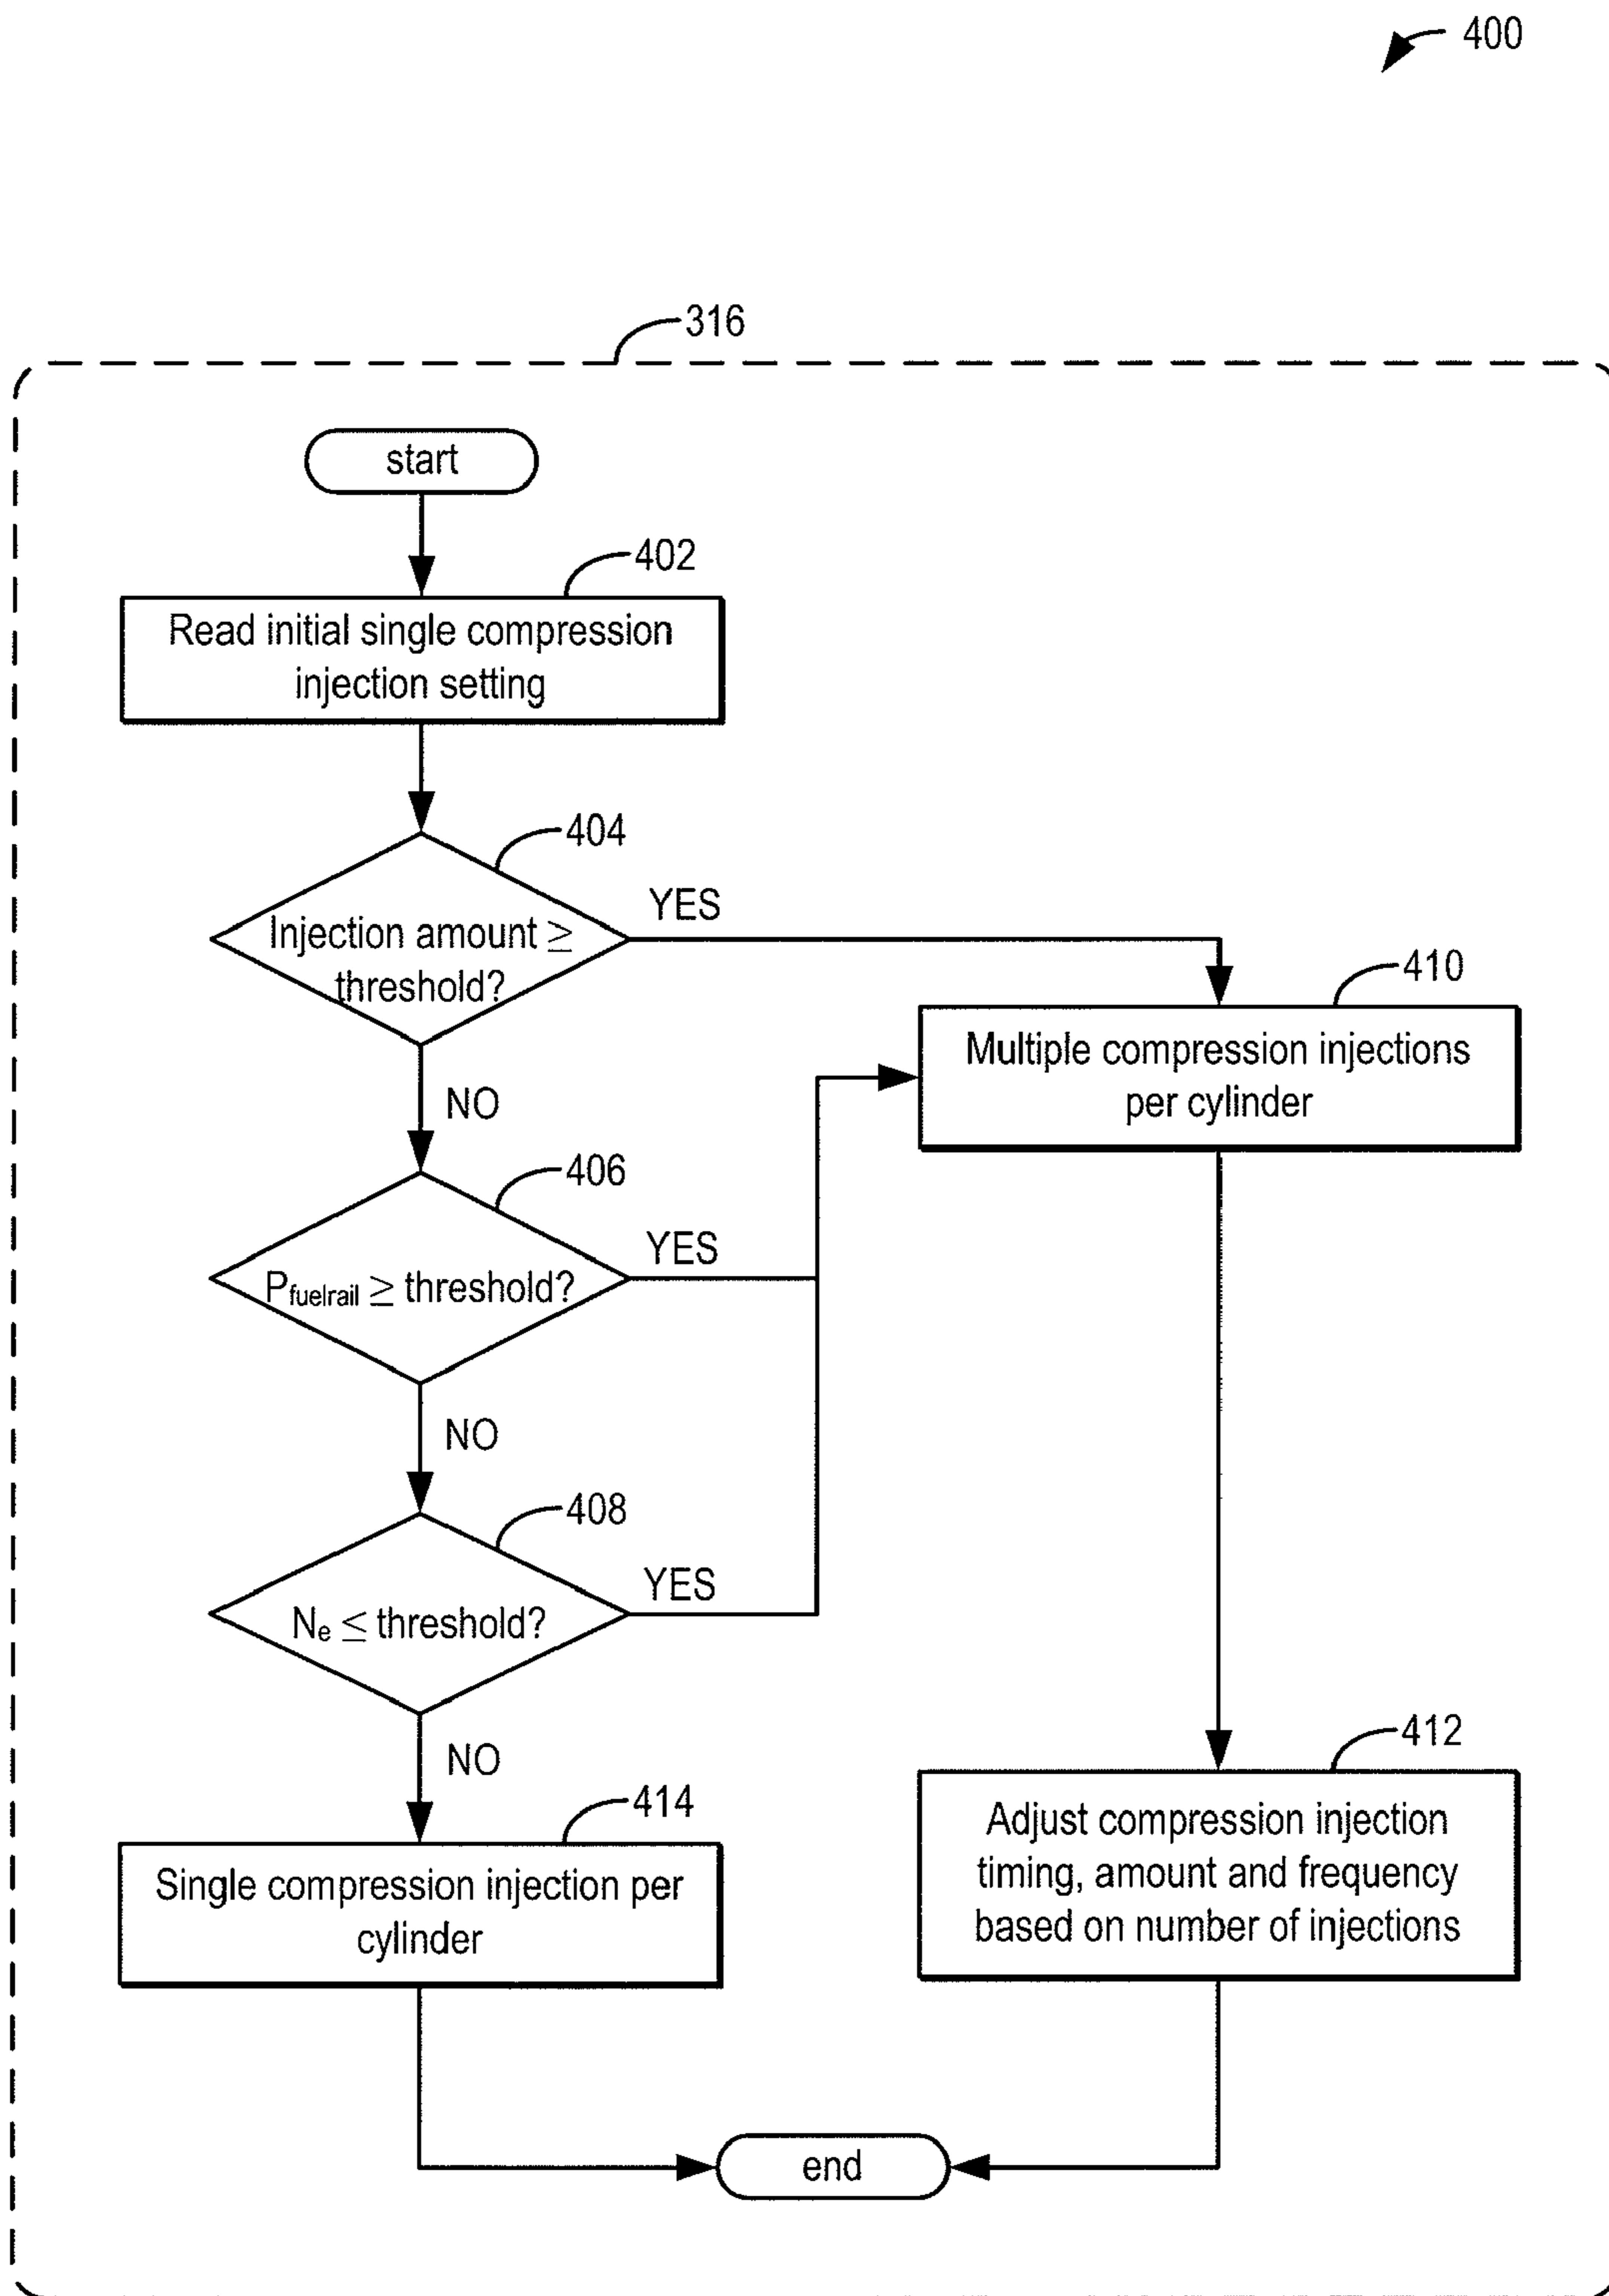 400
316
start
402
Read initial single compression
injection setting
404
Injection amount ≥
threshold?
YES
410
Multiple compression injections
per cylinder
NO
406
P fuelrail ≥ threshold?
YES
NO
408
Ne ≤ threshold?
YES
NO
412
Adjust compression injection
timing, amount and frequency
based on number of injections
414
Single compression injection per
cylinder
end